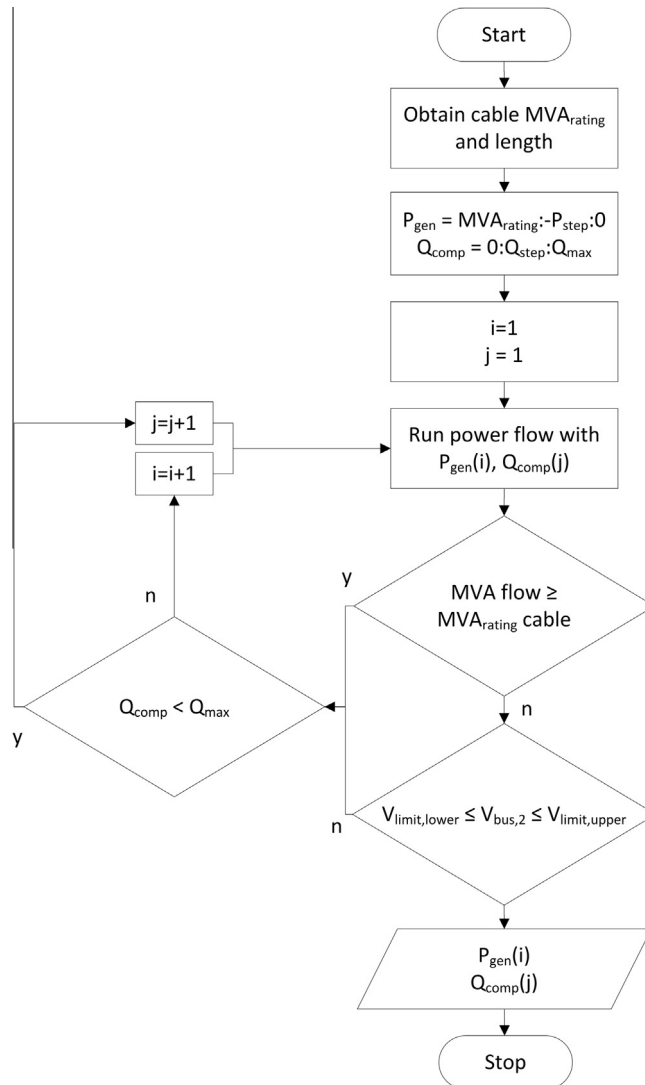 Start
Obtain cable MVA_rating
and length
P_gen = MVA_rating:-P_step:0
Q_comp = 0:Q_step:Q_max
i=1
j = 1
j=j+1
i=i+1
Run power flow with
P_gen(i), Q_comp(j)
y
MVA flow ≥
MVA_rating cable
n
n
Q_comp < Q_max
y
V_limit,lower ≤ V_bus,2 ≤ V_limit,upper
n
P_gen(i)
Q_comp(j)
Stop